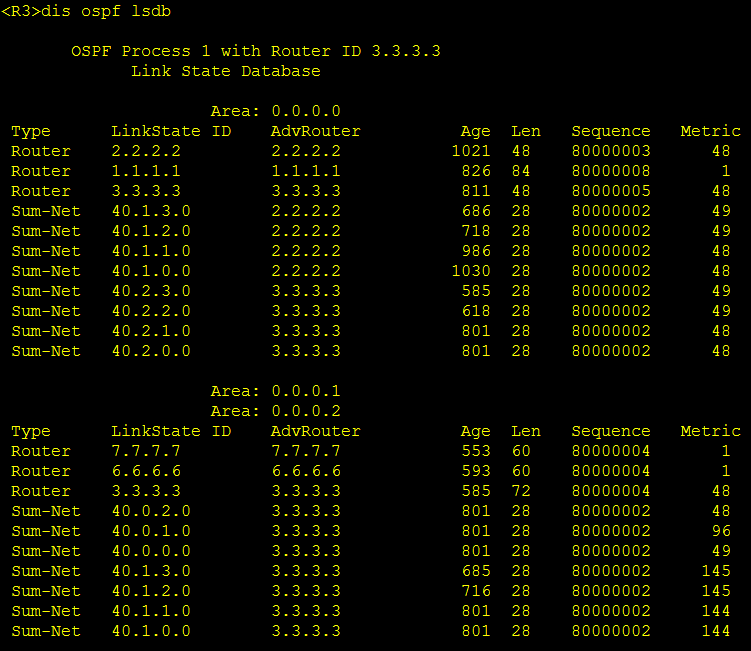 <R3>dis ospf lsdb
OSPF Process 1 with Router ID 3.3.3.3
Link State Database
Area: 0.0.0.0
Type LinkState ID AdvRouter Age Len Sequence Metric
Router 2.2.2.2 2.2.2.2 1021 48 80000003 48
Router 1.1.1.1 1.1.1.1 826 84 80000008 1
Router 3.3.3.3 3.3.3.3 811 48 80000005 48
Sum-Net 40.1.3.0 2.2.2.2 686 28 80000002 49
Sum-Net 40.1.2.0 2.2.2.2 718 28 80000002 49
Sum-Net 40.1.1.0 2.2.2.2 986 28 80000002 48
Sum-Net 40.1.0.0 2.2.2.2 1030 28 80000002 48
Sum-Net 40.2.3.0 3.3.3.3 585 28 80000002 49
Sum-Net 40.2.2.0 3.3.3.3 618 28 80000002 49
Sum-Net 40.2.1.0 3.3.3.3 801 28 80000002 48
Sum-Net 40.2.0.0 3.3.3.3 801 28 80000002 48
Area: 0.0.0.1
Area: 0.0.0.2
Type LinkState ID AdvRouter Age Len Sequence Metric
Router 7.7.7.7 7.7.7.7 553 60 80000004 1
Router 6.6.6.6 6.6.6.6 593 60 80000004 1
Router 3.3.3.3 3.3.3.3 585 72 80000004 48
Sum-Net 40.0.2.0 3.3.3.3 801 28 80000002 48
Sum-Net 40.0.1.0 3.3.3.3 801 28 80000002 96
Sum-Net 40.0.0.0 3.3.3.3 801 28 80000002 49
Sum-Net 40.1.3.0 3.3.3.3 685 28 80000002 145
Sum-Net 40.1.2.0 3.3.3.3 716 28 80000002 145
Sum-Net 40.1.1.0 3.3.3.3 801 28 80000002 144
Sum-Net 40.1.0.0 3.3.3.3 801 28 80000002 144